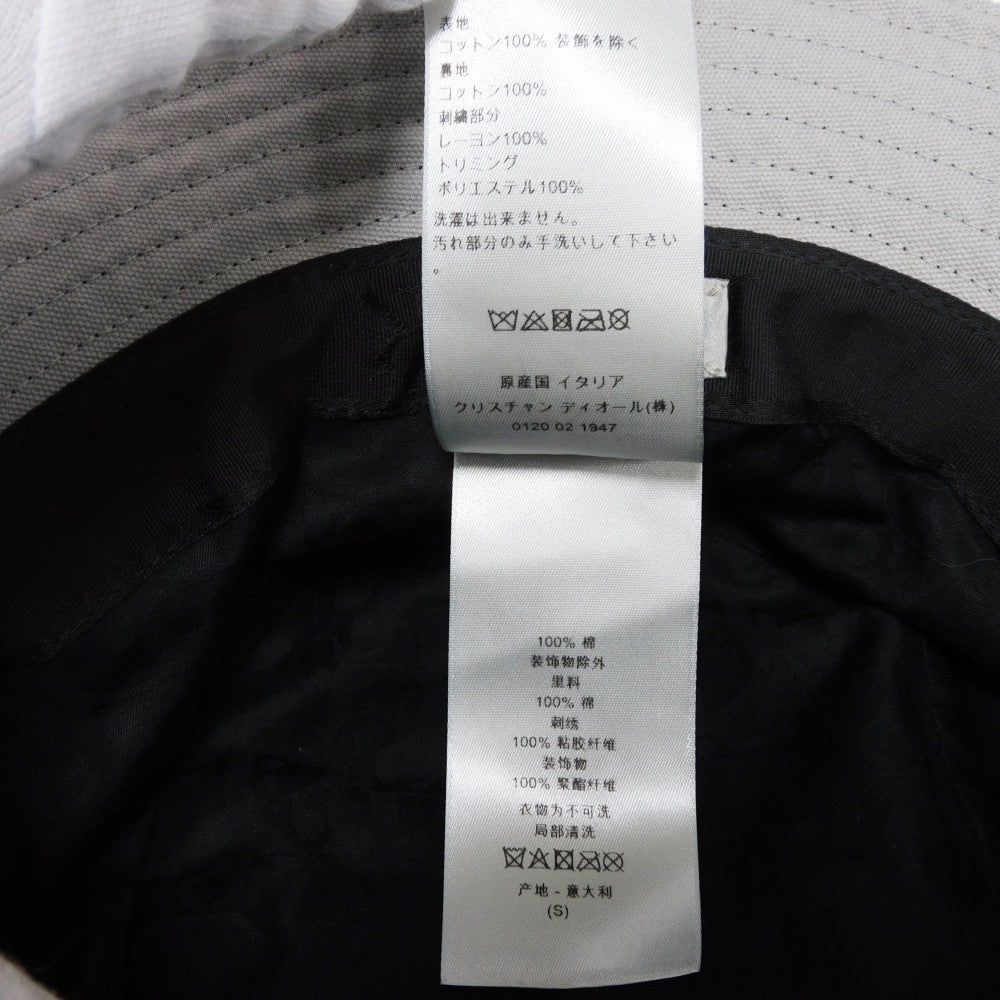 表地
コットン100% 装飾を除く
裏地
コットン100%
刺繍部分
レーヨン100%
トリミング
ポリエステル100%
洗濯は出来ません。
汚れ部分のみ手洗いして下さい
。
原産国 イタリア
クリスチャン ディオール(株)
0120 02 1947
100% 棉
装饰物除外
里料
100% 棉
刺绣
100% 粘胶纤维
装饰物
100% 聚酯纤维
衣物为不可洗
局部清洗
产地 - 意大利
(S)